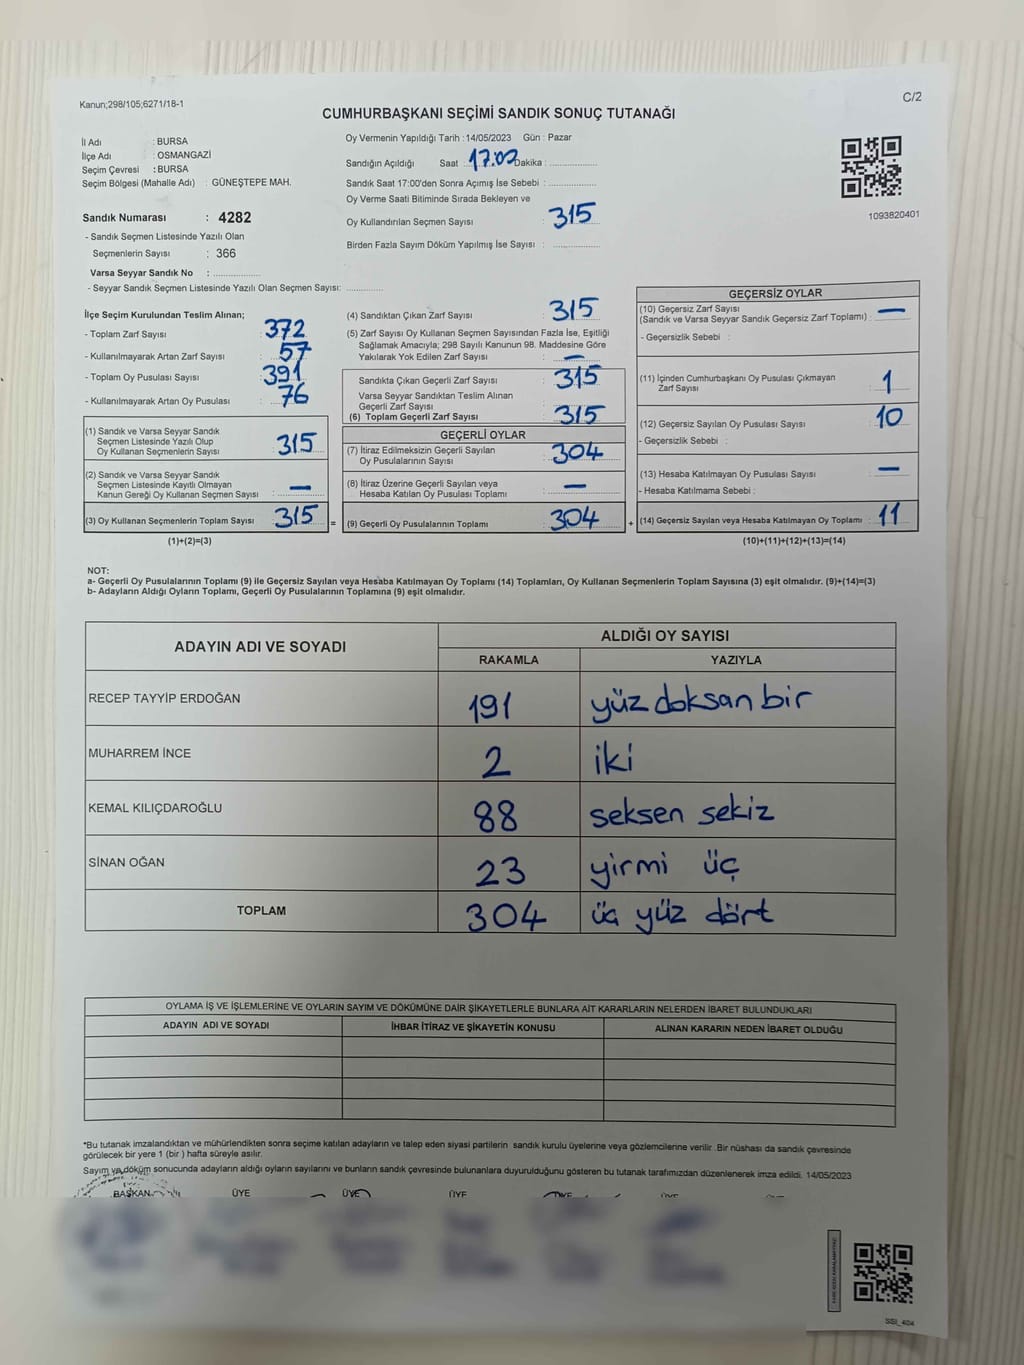 Kanun;298/105;6271/18-1
C/2
CUMHURBAŞKANI SEÇİMİ SANDIK SONUÇ TUTANAĞI
İl Adı : BURSA
İlçe Adı : OSMANGAZİ
Seçim Çevresi : BURSA
Seçim Bölgesi (Mahalle Adı) : GÜNEŞTEPE MAH.
Sandık Numarası : 4282
- Sandık Seçmen Listesinde Yazılı Olan
Seçmenlerin Sayısı : 366
Varsa Seyyar Sandık No : ..............
- Seyyar Sandık Seçmen Listesinde Yazılı Olan Seçmen Sayısı: ..............
Oy Vermenin Yapıldığı Tarih : 14/05/2023 Gün : Pazar
Sandığın Açıldığı Saat 17:02 Dakika : ..............
Sandık Saat 17:00'den Sonra Açımış İse Sebebi : ..............
Oy Verme Saati Bitiminde Sırada Bekleyen ve
Oy Kullandırılan Seçmen Sayısı : 315
Birden Fazla Sayım Döküm Yapılmış İse Sayısı : ..............
1093820401
İlçe Seçim Kurulundan Teslim Alınan;
- Toplam Zarf Sayısı : 372
- Kullanılmayarak Artan Zarf Sayısı : 57
- Toplam Oy Pusulası Sayısı : 391
- Kullanılmayarak Artan Oy Pusulası : 76
(1) Sandık ve Varsa Seyyar Sandık
Seçmen Listesinde Yazılı Olup
Oy Kullanan Seçmenlerin Sayısı : 315
(2) Sandık ve Varsa Seyyar Sandık
Seçmen Listesinde Kayıtlı Olmayan
Kanun Gereği Oy Kullanan Seçmen Sayısı : —
(3) Oy Kullanan Seçmenlerin Toplam Sayısı : 315
(1)+(2)=(3)
=
(4) Sandıktan Çıkan Zarf Sayısı : 315
(5) Zarf Sayısı Oy Kullanan Seçmen Sayısından Fazla İse, Eşitliği
Sağlamak Amacıyla; 298 Sayılı Kanunun 98. Maddesine Göre
Yakılarak Yok Edilen Zarf Sayısı : —
Sandıkta Çıkan Geçerli Zarf Sayısı : 315
Varsa Seyyar Sandıktan Teslim Alınan
Geçerli Zarf Sayısı
(6) Toplam Geçerli Zarf Sayısı : 315
GEÇERLİ OYLAR
(7) İtiraz Edilmeksizin Geçerli Sayılan
Oy Pusulalarının Sayısı : 304
(8) İtiraz Üzerine Geçerli Sayılan veya
Hesaba Katılan Oy Pusulası Toplamı : —
(9) Geçerli Oy Pusulalarının Toplamı : 304
+
GEÇERSİZ OYLAR
(10) Geçersiz Zarf Sayısı
(Sandık ve Varsa Seyyar Sandık Geçersiz Zarf Toplamı) : —
- Geçersizlik Sebebi :
(11) İçinden Cumhurbaşkanı Oy Pusulası Çıkmayan
Zarf Sayısı : 1
(12) Geçersiz Sayılan Oy Pusulası Sayısı : 10
- Geçersizlik Sebebi :
(13) Hesaba Katılmayan Oy Pusulası Sayısı : —
- Hesaba Katılmama Sebebi :
(14) Geçersiz Sayılan veya Hesaba Katılmayan Oy Toplamı : 11
(10)+(11)+(12)+(13)=(14)
NOT:
a- Geçerli Oy Pusulalarının Toplamı (9) ile Geçersiz Sayılan veya Hesaba Katılmayan Oy Toplamı (14) Toplamları, Oy Kullanan Seçmenlerin Toplam Sayısına (3) eşit olmalıdır. (9)+(14)=(3)
b- Adayların Aldığı Oyların Toplamı, Geçerli Oy Pusulalarının Toplamına (9) eşit olmalıdır.
ADAYIN ADI VE SOYADI
ALDIĞI OY SAYISI
RAKAMLA YAZIYLA
RECEP TAYYİP ERDOĞAN 191 yüz doksan bir
MUHARREM İNCE 2 iki
KEMAL KILIÇDAROĞLU 88 seksen sekiz
SİNAN OĞAN 23 yirmi üç
TOPLAM 304 üç yüz dört
OYLAMA İŞ VE İŞLEMLERİNE VE OYLARIN SAYIM VE DÖKÜMÜNE DAİR ŞİKAYETLERLE BUNLARA AİT KARARLARIN NELERDEN İBARET BULUNDUKLARI
ADAYIN ADI VE SOYADI İHBAR İTİRAZ VE ŞİKAYETİN KONUSU ALINAN KARARIN NEDEN İBARET OLDUĞU
*Bu tutanak imzalandıktan ve mühürlendikten sonra seçime katılan adayların ve talep eden siyasi partilerin sandık kurulu üyelerine veya gözlemcilerine verilir. Bir nüshası da sandık çevresinde
görülecek bir yere 1 (bir) hafta süreyle asılır.
Sayım ve döküm sonucunda adayların aldığı oyların sayılarını ve bunların sandık çevresinde bulunanlara duyurulduğunu gösteren bu tutanak tarafımızdan düzenlenerek imza edildi. 14/05/2023
BAŞKAN ÜYE ÜYE ÜYE ÜYE ÜYE
SSI_404